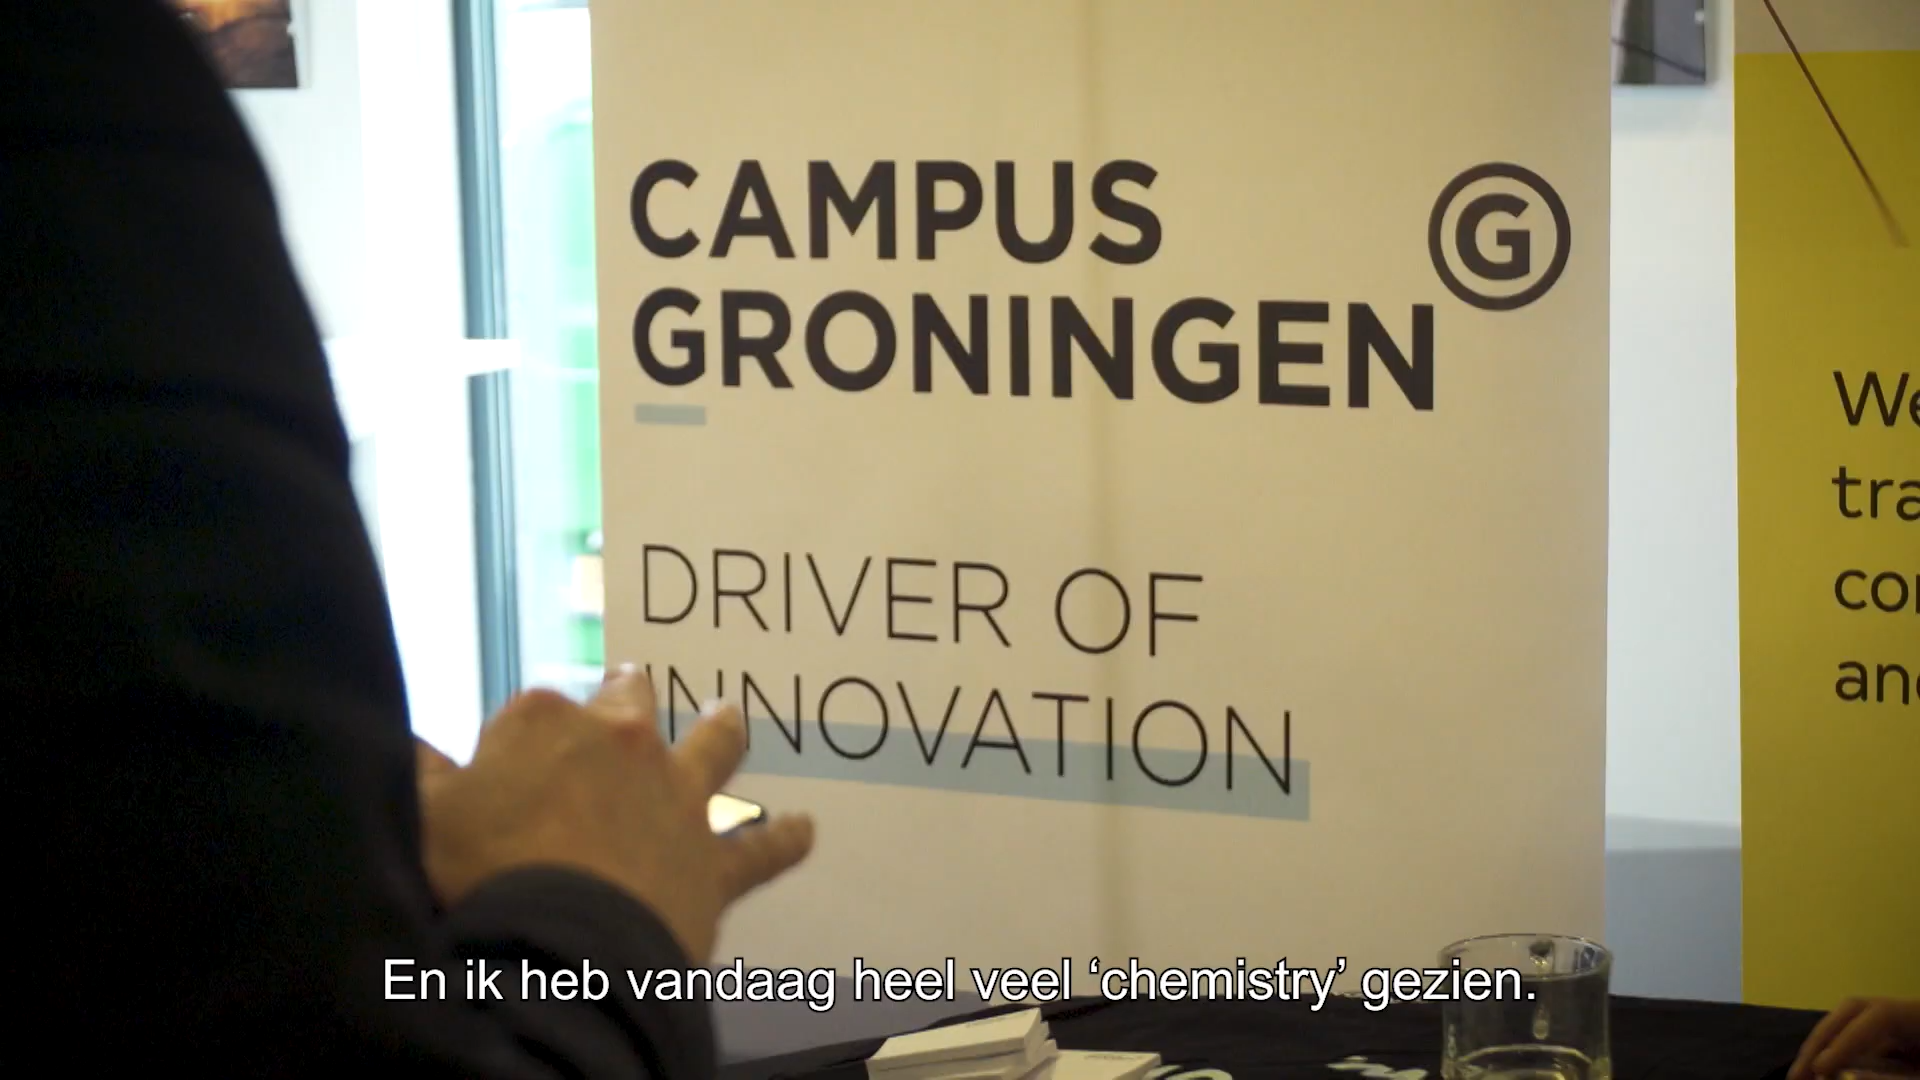 CAMPUS
GRONINGEN
G
DRIVER OF
INNOVATION
En ik heb vandaag heel veel ‘chemistry’ gezien.